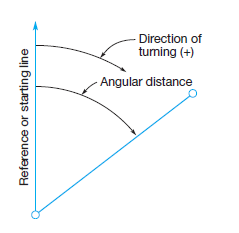 Direction of
turning (+)
Angular distance
Reference or starting line